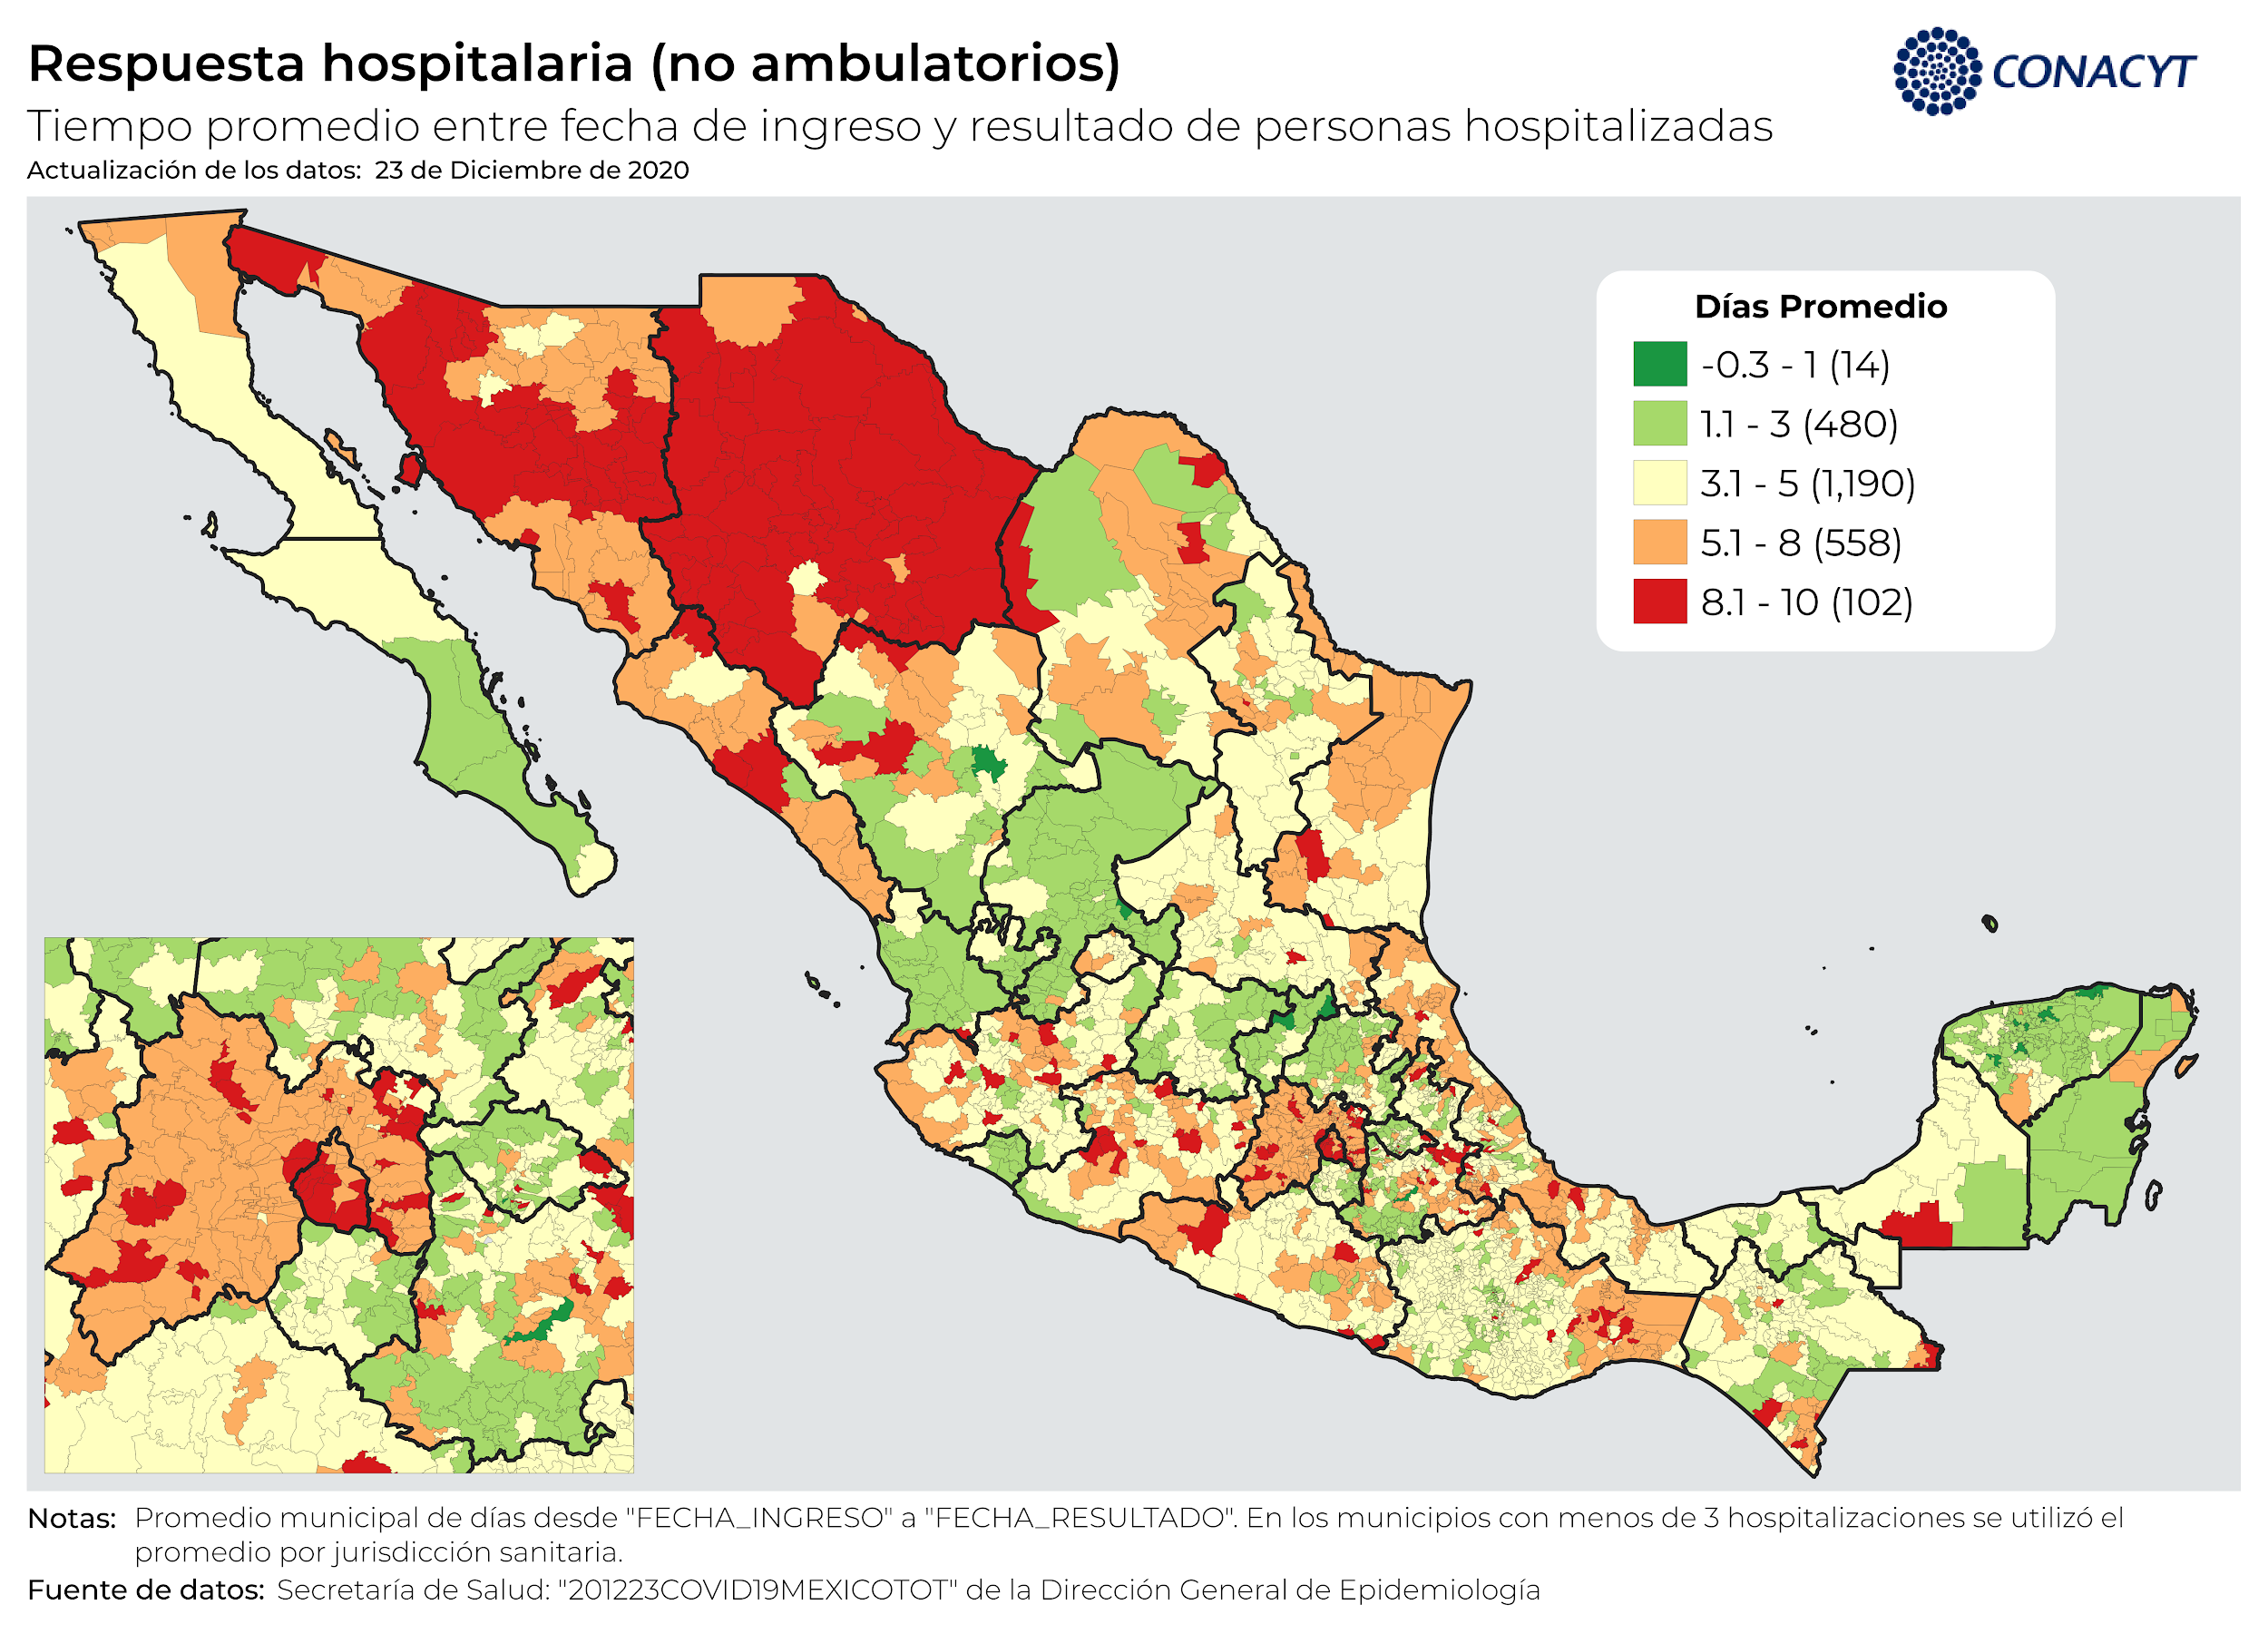 Respuesta hospitalaria (no ambulatorios)
CONACYT
Tiempo promedio entre fecha de ingreso y resultado de personas hospitalizadas
Actualización de los datos: 23 de Diciembre de 2020
Días Promedio
-0.3 - 1 (14)
1.1 - 3 (480)
3.1 - 5 (1,190)
5.1 - 8 (558)
8.1 - 10 (102)
Notas: Promedio municipal de días desde "FECHA_INGRESO" a "FECHA_RESULTADO". En los municipios con menos de 3 hospitalizaciones se utilizó el
promedio por jurisdicción sanitaria.
Fuente de datos: Secretaría de Salud: "201223COVID19MEXICOTOT" de la Dirección General de Epidemiología